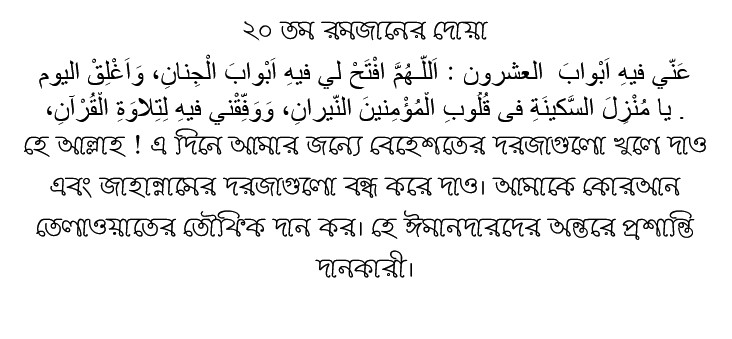 ২০ তম রমজানের দোয়া
عَنّي فيهِ اَبْوابَ العشرون : اَللّـهُمَّ افْتَحْ لي فيهِ اَبْوابَ الْجِنانِ، وَاَغْلِقْ اليوم
. يا مُنْزِلَ السَّكينَةِ فى قُلُوبِ الْمُؤْمِنينَ النّيرانِ، وَوَفِّقْني فيهِ لِتِلاوَةِ الْقُرْآنِ،
হে আল্লাহ ! এ দিনে আমার জন্যে বেহেশতের দরজাগুলো খুলে দাও
এবং জাহান্নামের দরজাগুলো বন্ধ করে দাও। আমাকে কোরআন
তেলাওয়াতের তৌফিক দান কর। হে ঈমানদারদের অন্তরে প্রশান্তি
দানকারী।